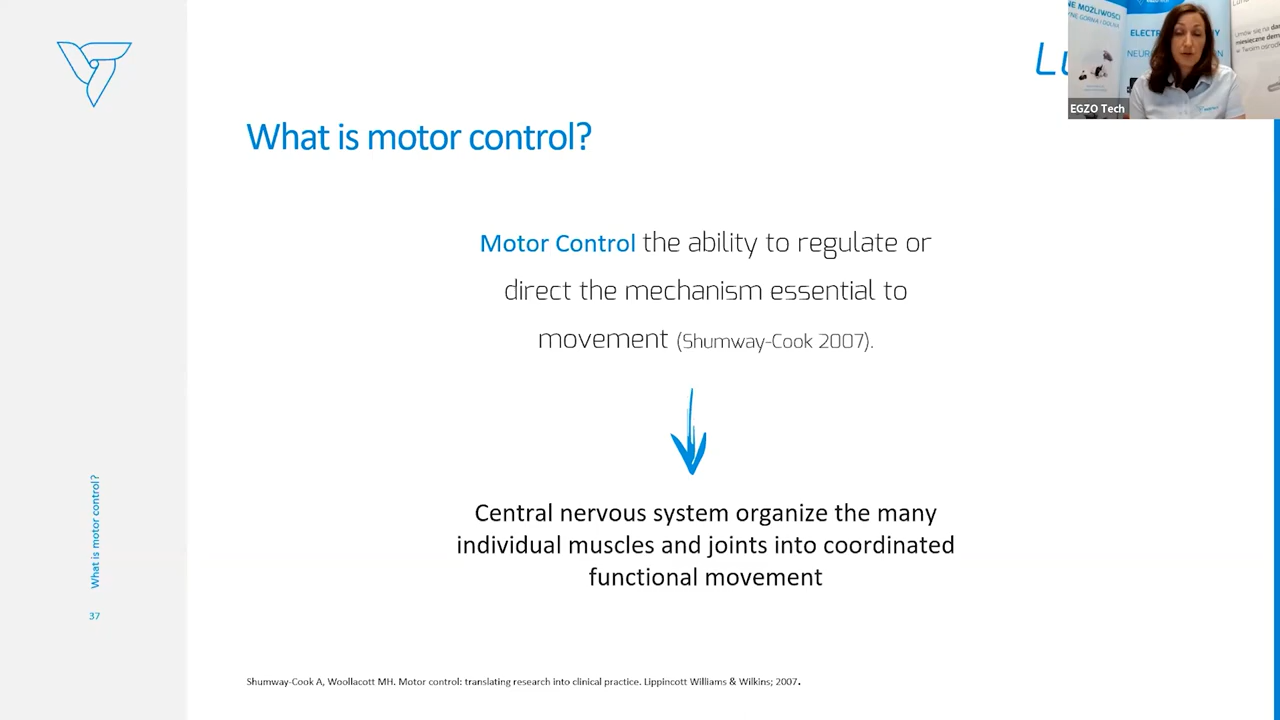 What is motor control?
Motor Control the ability to regulate or
direct the mechanism essential to
movement (Shumway-Cook 2007).
Central nervous system organize the many
individual muscles and joints into coordinated
functional movement
Shumway-Cook A, Woollacott MH. Motor control: translating research into clinical practice. Lippincott Williams & Wilkins; 2007.
What is motor control?
37
EGZO Tech
NE MOŻLIWOŚCI